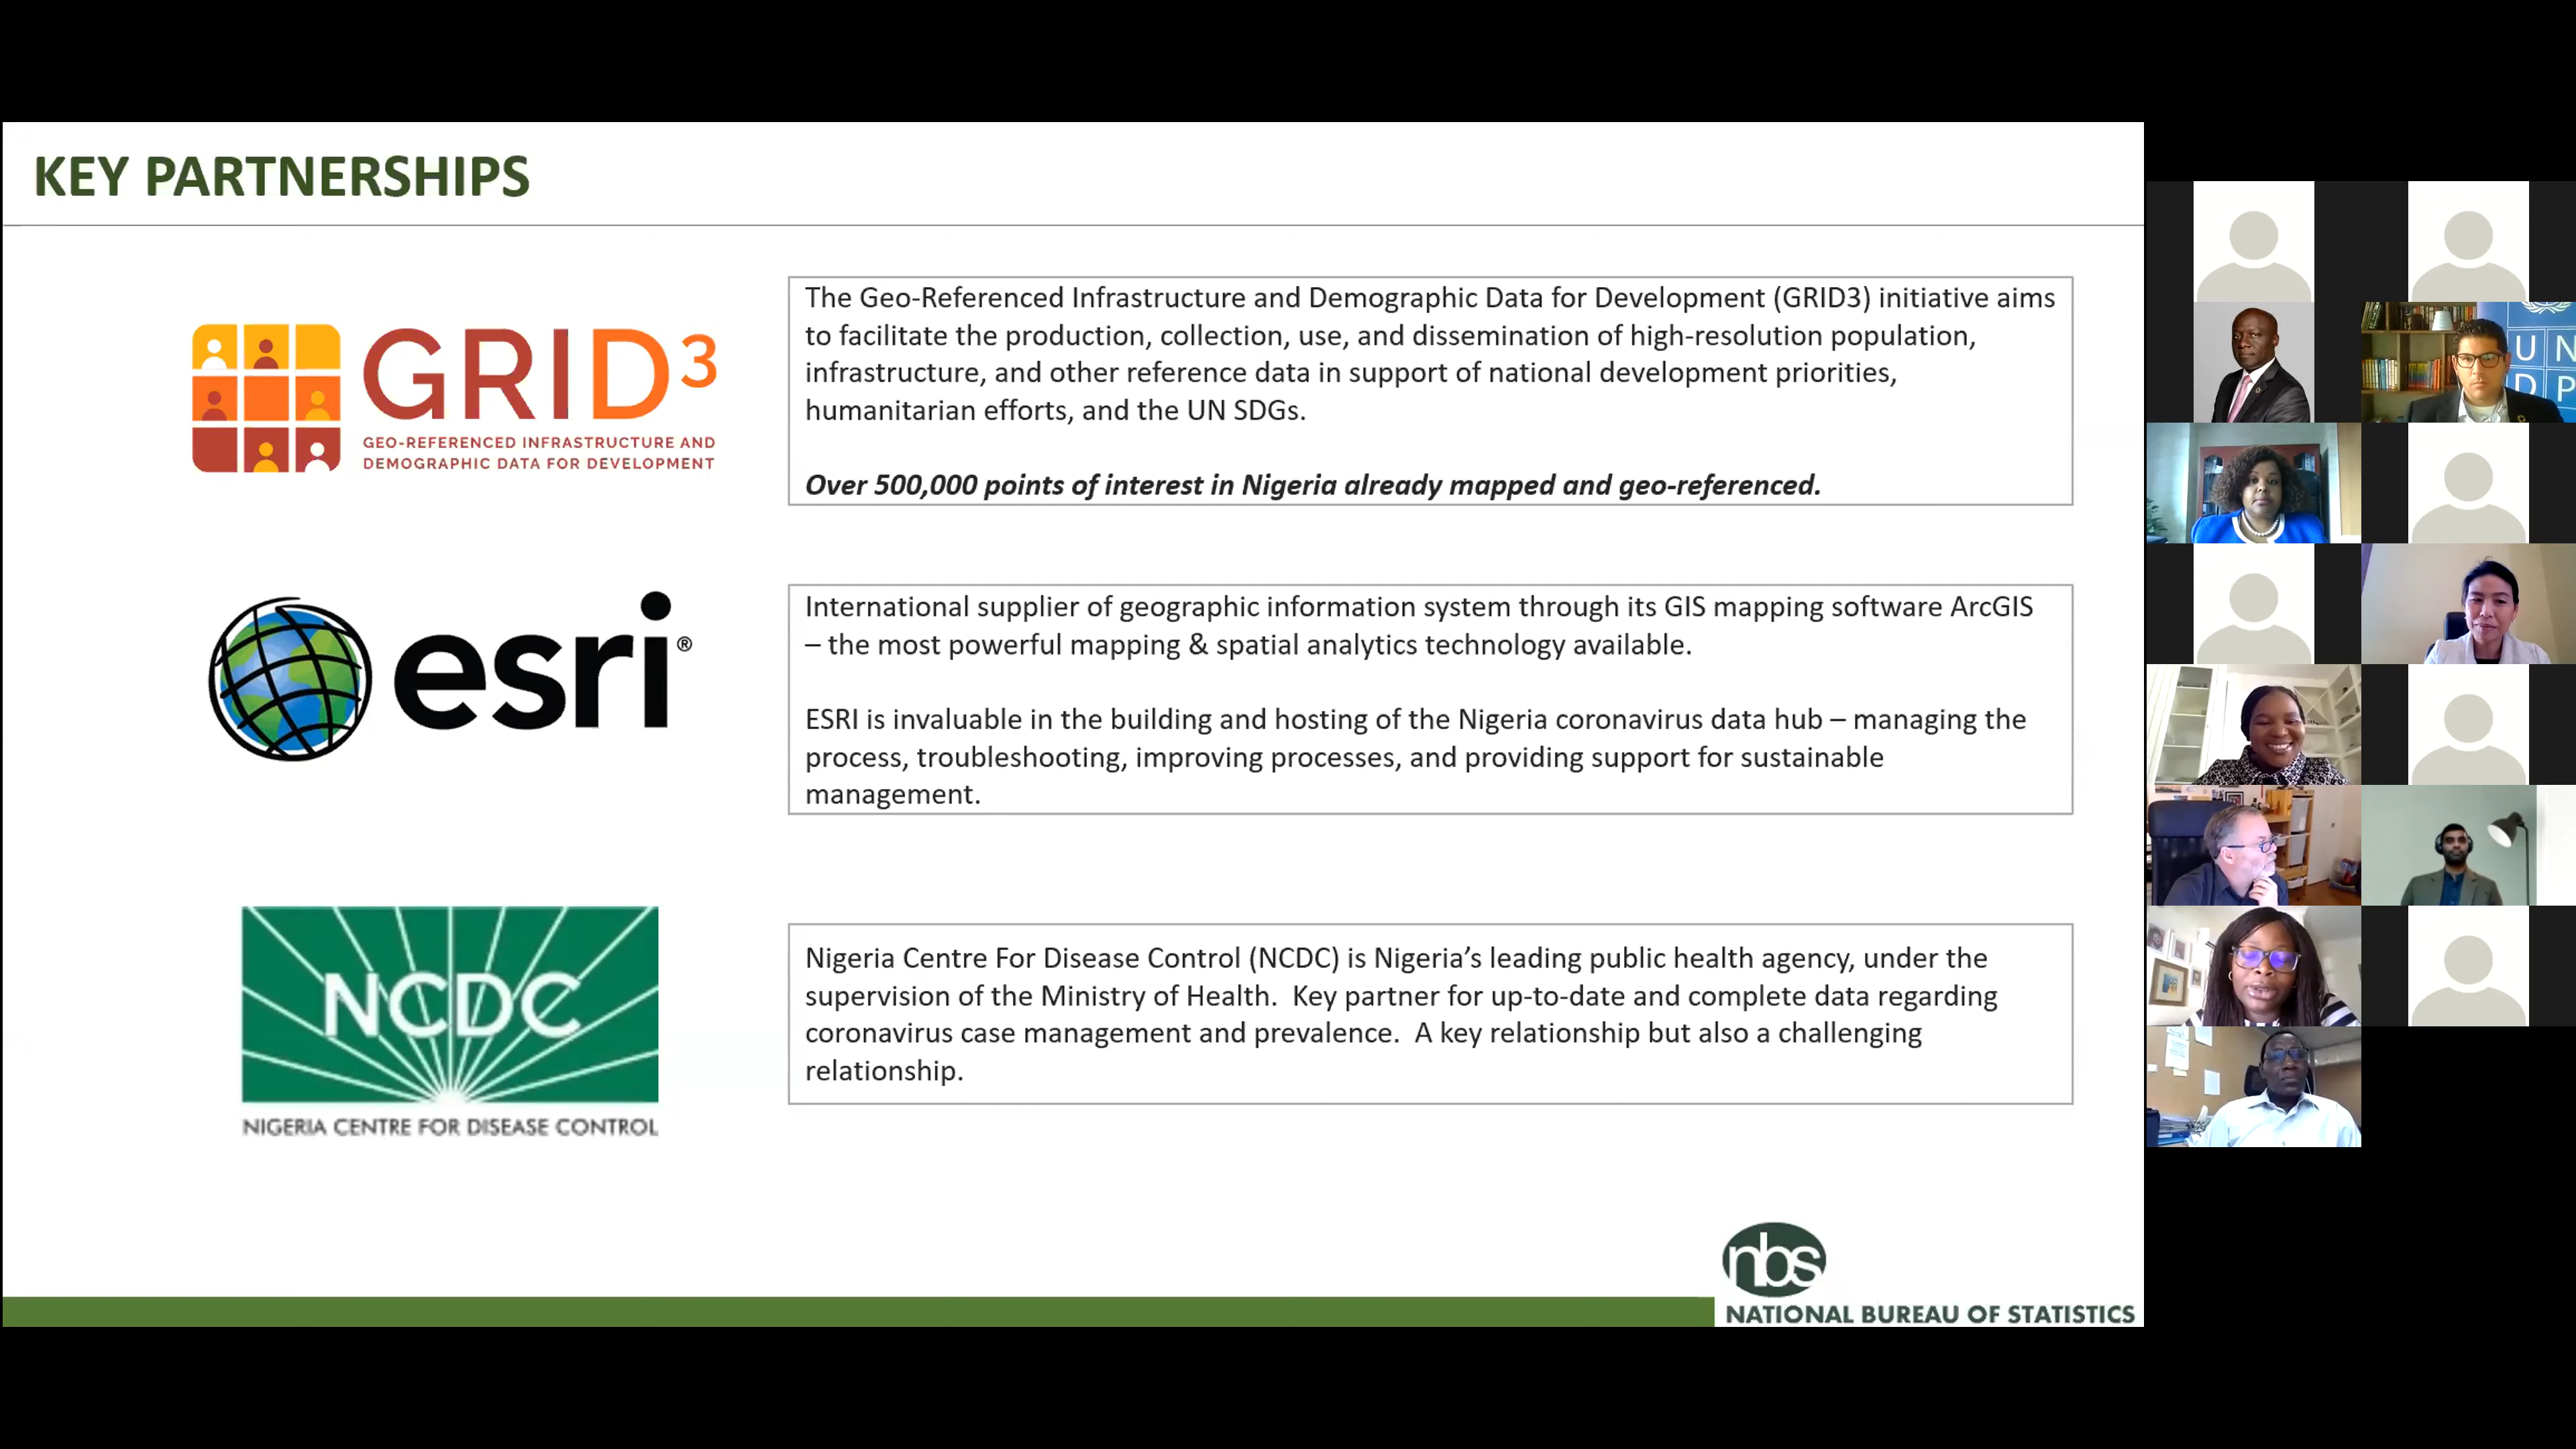 KEY PARTNERSHIPS
GRID3
GEO-REFERENCED INFRASTRUCTURE AND
DEMOGRAPHIC DATA FOR DEVELOPMENT
The Geo-Referenced Infrastructure and Demographic Data for Development (GRID3) initiative aims
to facilitate the production, collection, use, and dissemination of high-resolution population,
infrastructure, and other reference data in support of national development priorities,
humanitarian efforts, and the UN SDGs.
Over 500,000 points of interest in Nigeria already mapped and geo-referenced.
esri®
International supplier of geographic information system through its GIS mapping software ArcGIS
– the most powerful mapping & spatial analytics technology available.
ESRI is invaluable in the building and hosting of the Nigeria coronavirus data hub – managing the
process, troubleshooting, improving processes, and providing support for sustainable
management.
NCDC
NIGERIA CENTRE FOR DISEASE CONTROL
Nigeria Centre For Disease Control (NCDC) is Nigeria’s leading public health agency, under the
supervision of the Ministry of Health.  Key partner for up-to-date and complete data regarding
coronavirus case management and prevalence.  A key relationship but also a challenging
relationship.
nbs
NATIONAL BUREAU OF STATISTICS
U N
D P